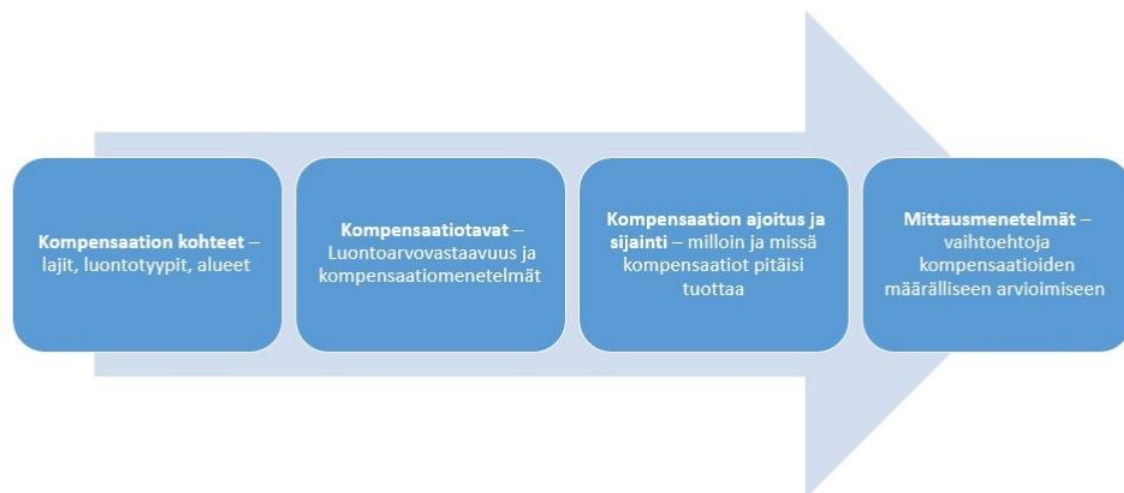 Kompensaation kohteet –
lajit, luontotyypit, alueet
Kompensaatiotavat –
Luontoarvovastaavuus ja
kompensaatiomenetelmät
Kompensaation ajoitus ja
sijainti – milloin ja missä
kompensaatiot pitäisi
tuottaa
Mittausmenetelmät –
vaihtoehtoja
kompensaatioiden
määrälliseen arvioimiseen